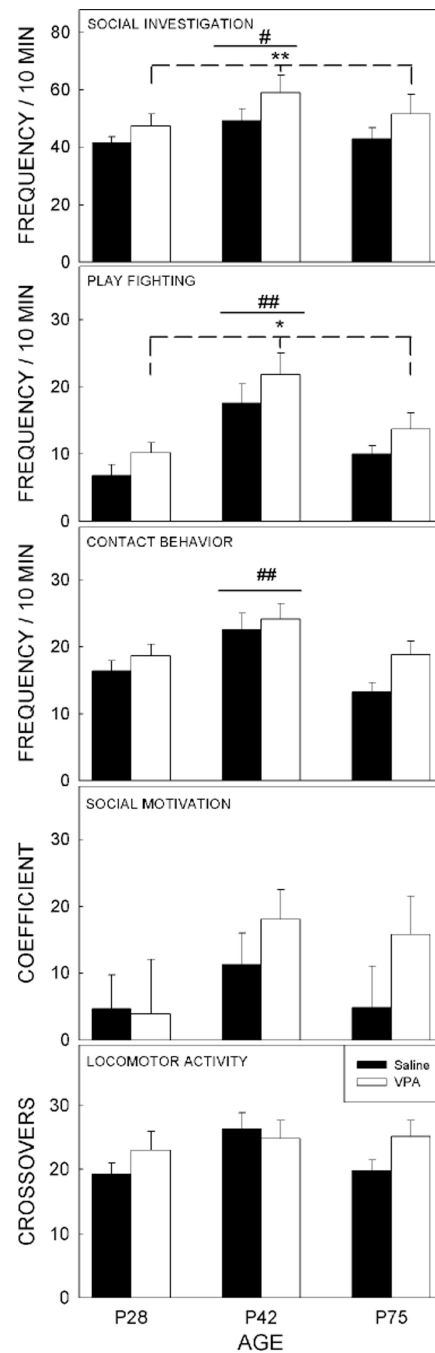 SOCIAL INVESTIGATION
FREQUENCY / 10 MIN
80
60
40
20
0
#
**
PLAY FIGHTING
FREQUENCY / 10 MIN
30
20
10
0
##
*
CONTACT BEHAVIOR
FREQUENCY / 10 MIN
30
20
10
0
##
SOCIAL MOTIVATION
COEFFICIENT
30
20
10
0
LOCOMOTOR ACTIVITY
Saline
VPA
CROSSOVERS
30
20
10
0
P28 P42 P75
AGE